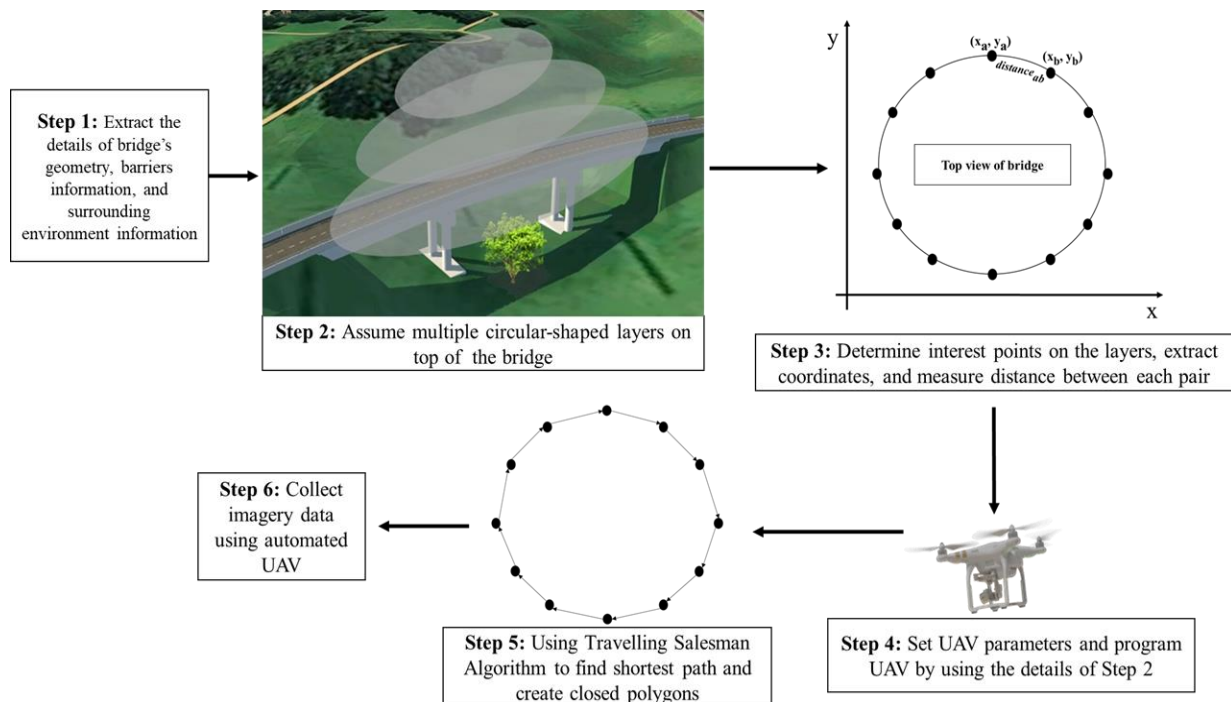 Step 1: Extract the
details of bridge's
geometry, barriers
information, and
surrounding
environment information
Step 2: Assume multiple circular-shaped layers on
top of the bridge
y
(xa, ya)
(xb, yb)
distanceab
Top view of bridge
x
Step 3: Determine interest points on the layers, extract
coordinates, and measure distance between each pair
Step 4: Set UAV parameters and program
UAV by using the details of Step 2
Step 5: Using Travelling Salesman
Algorithm to find shortest path and
create closed polygons
Step 6: Collect
imagery data
using automated
UAV